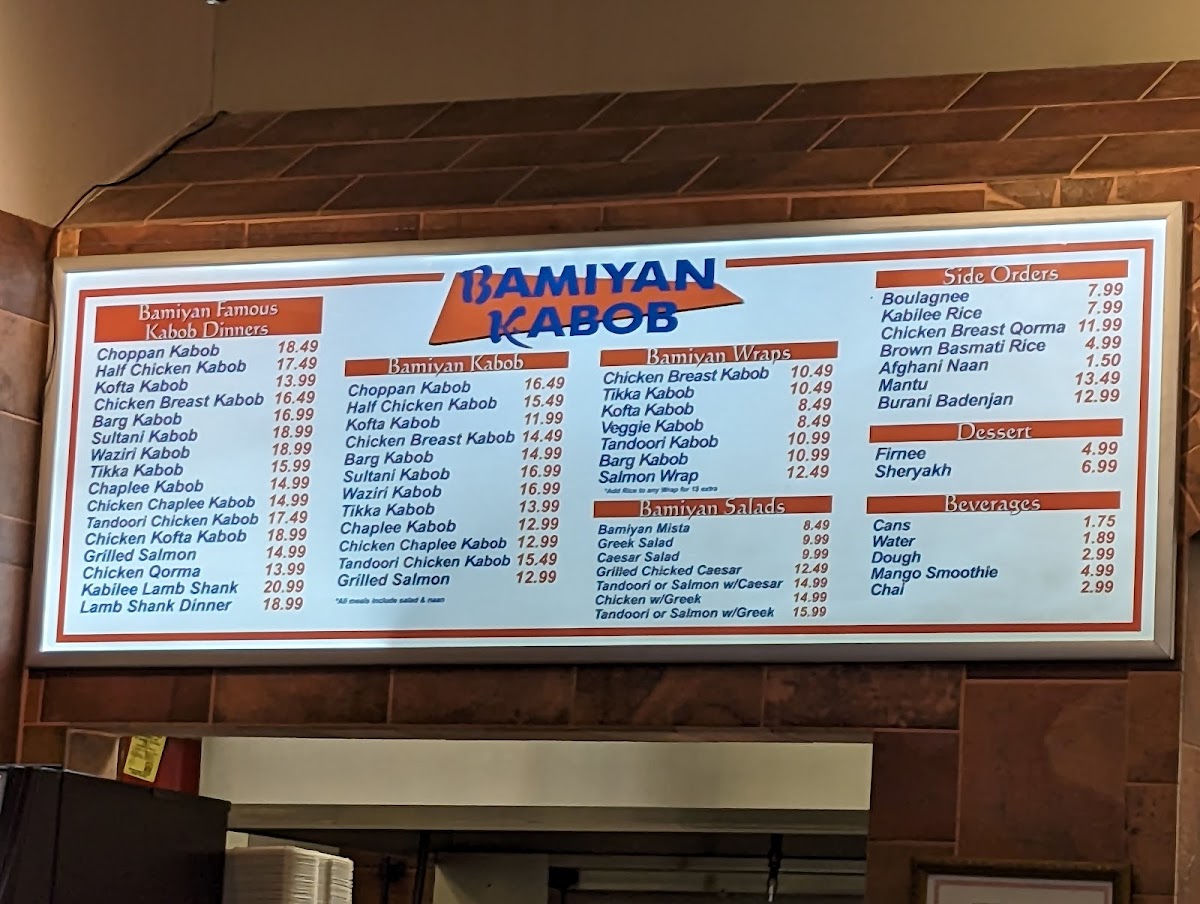 BAMIYAN
KABOB
Bamiyan Famous
Kabob Dinners
Choppan Kabob 18.49
Half Chicken Kabob 17.49
Kofta Kabob 13.99
Chicken Breast Kabob 16.49
Barg Kabob 16.99
Sultani Kabob 18.99
Waziri Kabob 18.99
Tikka Kabob 15.99
Chaplee Kabob 14.99
Chicken Chaplee Kabob 14.99
Tandoori Chicken Kabob 17.49
Chicken Kofta Kabob 18.99
Grilled Salmon 14.99
Chicken Qorma 13.99
Kabilee Lamb Shank 20.99
Lamb Shank Dinner 18.99
Bamiyan Kabob
Choppan Kabob 16.49
Half Chicken Kabob 15.49
Kofta Kabob 11.99
Chicken Breast Kabob 14.49
Barg Kabob 14.99
Sultani Kabob 16.99
Waziri Kabob 16.99
Tikka Kabob 13.99
Chaplee Kabob 12.99
Chicken Chaplee Kabob 12.99
Tandoori Chicken Kabob 15.49
Grilled Salmon 12.99
*All meals include salad & naan
Bamiyan Wraps
Chicken Breast Kabob 10.49
Tikka Kabob 10.49
Kofta Kabob 8.49
Veggie Kabob 8.49
Tandoori Kabob 10.99
Barg Kabob 10.99
Salmon Wrap 12.49
*Add Rice to any Wrap for extra
Bamiyan Salads
Bamiyan Mista 8.49
Greek Salad 9.99
Caesar Salad 9.99
Grilled Chicked Caesar 12.49
Tandoori or Salmon w/Caesar 14.99
Chicken w/Greek 14.99
Tandoori or Salmon w/Greek 15.99
Side Orders
Boulagnee 7.99
Kabilee Rice 7.99
Chicken Breast Qorma 11.99
Brown Basmati Rice 4.99
Afghani Naan 1.50
Mantu 13.49
Burani Badenjan 12.99
Dessert
Firnee 4.99
Sheryakh 6.99
Beverages
Cans 1.75
Water 1.89
Dough 2.99
Mango Smoothie 4.99
Chai 2.99